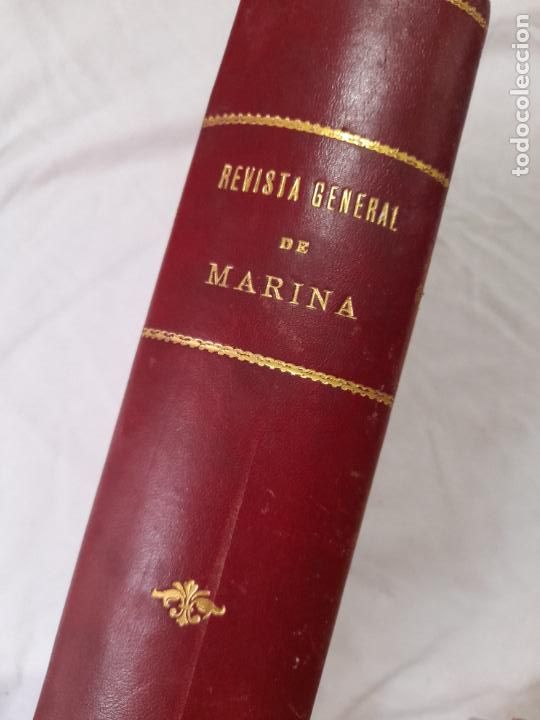 REVISTA GENERAL
DE
MARINA
todocoleccion